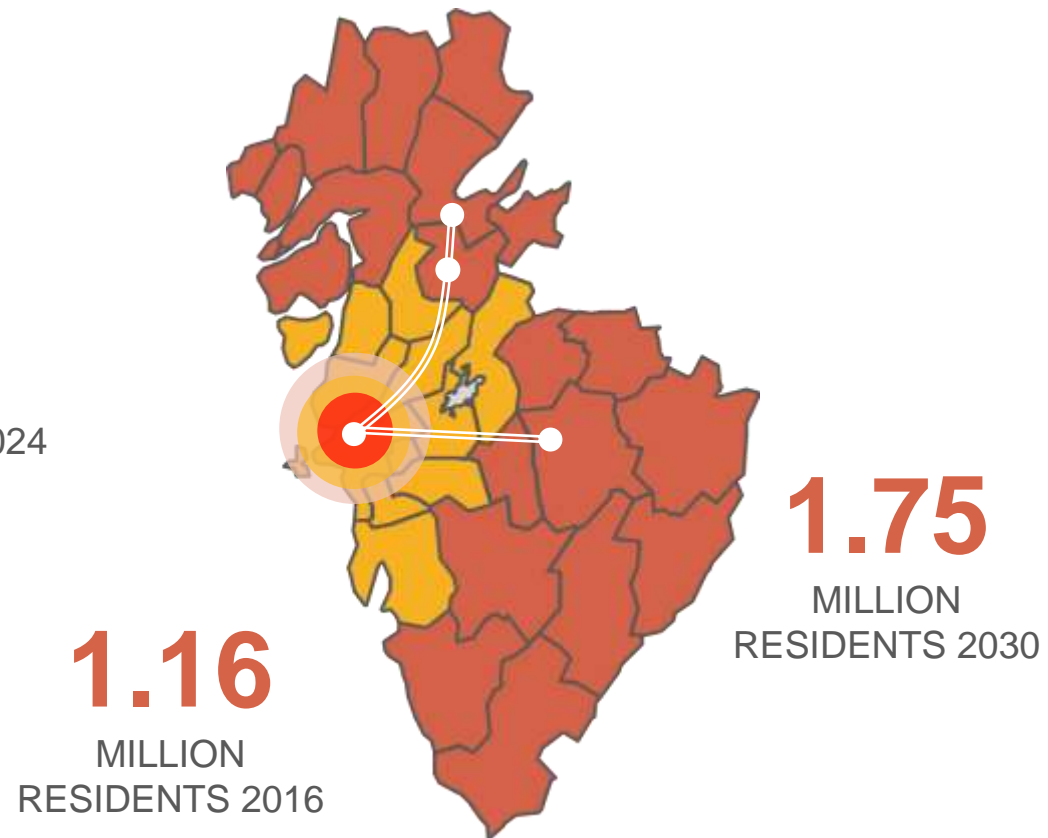 1.75
MILLION
RESIDENTS 2030
1.16
MILLION
RESIDENTS 2016